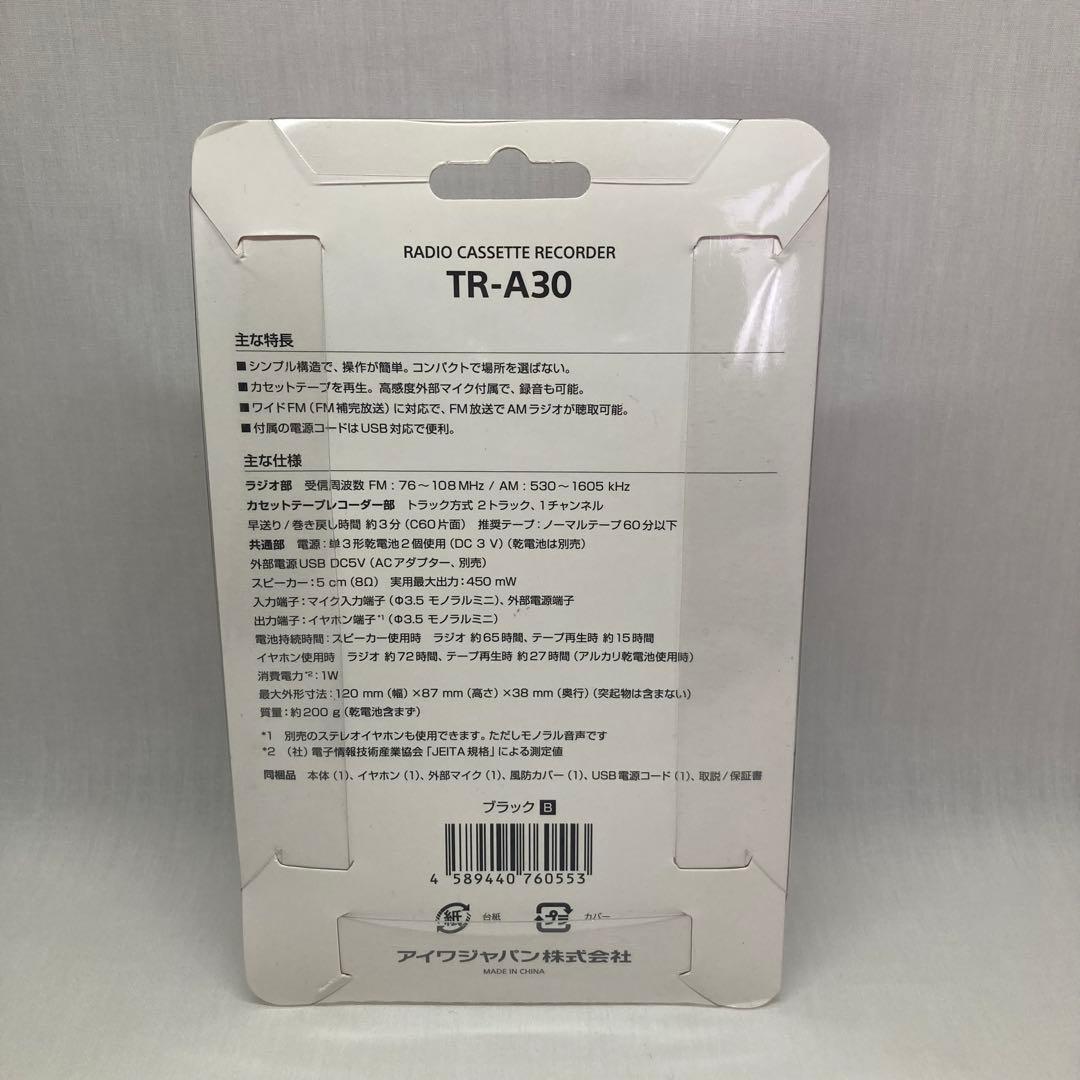 RADIO CASSETTE RECORDER
TR-A30
主な特長
■シンプル構造で、操作が簡単。コンパクトで場所を選ばない。
■カセットテープを再生。高感度外部マイク付属で、録音も可能。
■ワイドFM（FM補完放送）に対応で、FM放送でAMラジオが聴取可能。
■付属の電源コードはUSB対応で便利。
主な仕様
ラジオ部 受信周波数 FM：76～108MHz / AM：530～1605 kHz
カセットテープレコーダー部 トラック方式 2トラック、1チャンネル
早送り/巻き戻し時間 約3分（C60片面） 推奨テープ：ノーマルテープ60分以下
共通部 電源：単3形乾電池2個使用（DC 3 V）（乾電池は別売）
外部電源USB DC5V（ACアダプター、別売）
スピーカー：5 cm（8Ω） 実用最大出力：450 mW
入力端子：マイク入力端子（Φ3.5 モノラルミニ）、外部電源端子
出力端子：イヤホン端子*1（Φ3.5 モノラルミニ）
電池持続時間：スピーカー使用時 ラジオ 約65時間、テープ再生時 約15時間
イヤホン使用時 ラジオ 約72時間、テープ再生時 約27時間（アルカリ乾電池使用時）
消費電力*2：1W
最大外形寸法：120 mm（幅）×87 mm（高さ）×38 mm（奥行）（突起物は含まない）
質量：約200 g（乾電池含まず）
*1 別売のステレオイヤホンも使用できます。ただしモノラル音声です
*2 （社）電子情報技術産業協会「JEITA規格」による測定値
同梱品 本体（1）、イヤホン（1）、外部マイク（1）、風防カバー（1）、USB電源コード（1）、取説/保証書
ブラック B
4 589440 760553
紙 台紙 プラ カバー
アイワジャパン株式会社
MADE IN CHINA